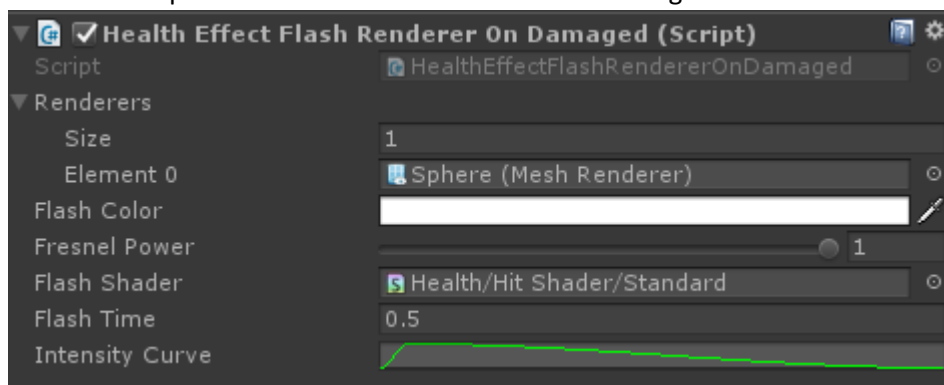 Health Effect Flash Renderer On Damaged (Script)
Script HealthEffectFlashRendererOnDamaged
Renderers
Size 1
Element 0 Sphere (Mesh Renderer)
Flash Color
Fresnel Power 1
Flash Shader Health/Hit Shader/Standard
Flash Time 0.5
Intensity Curve